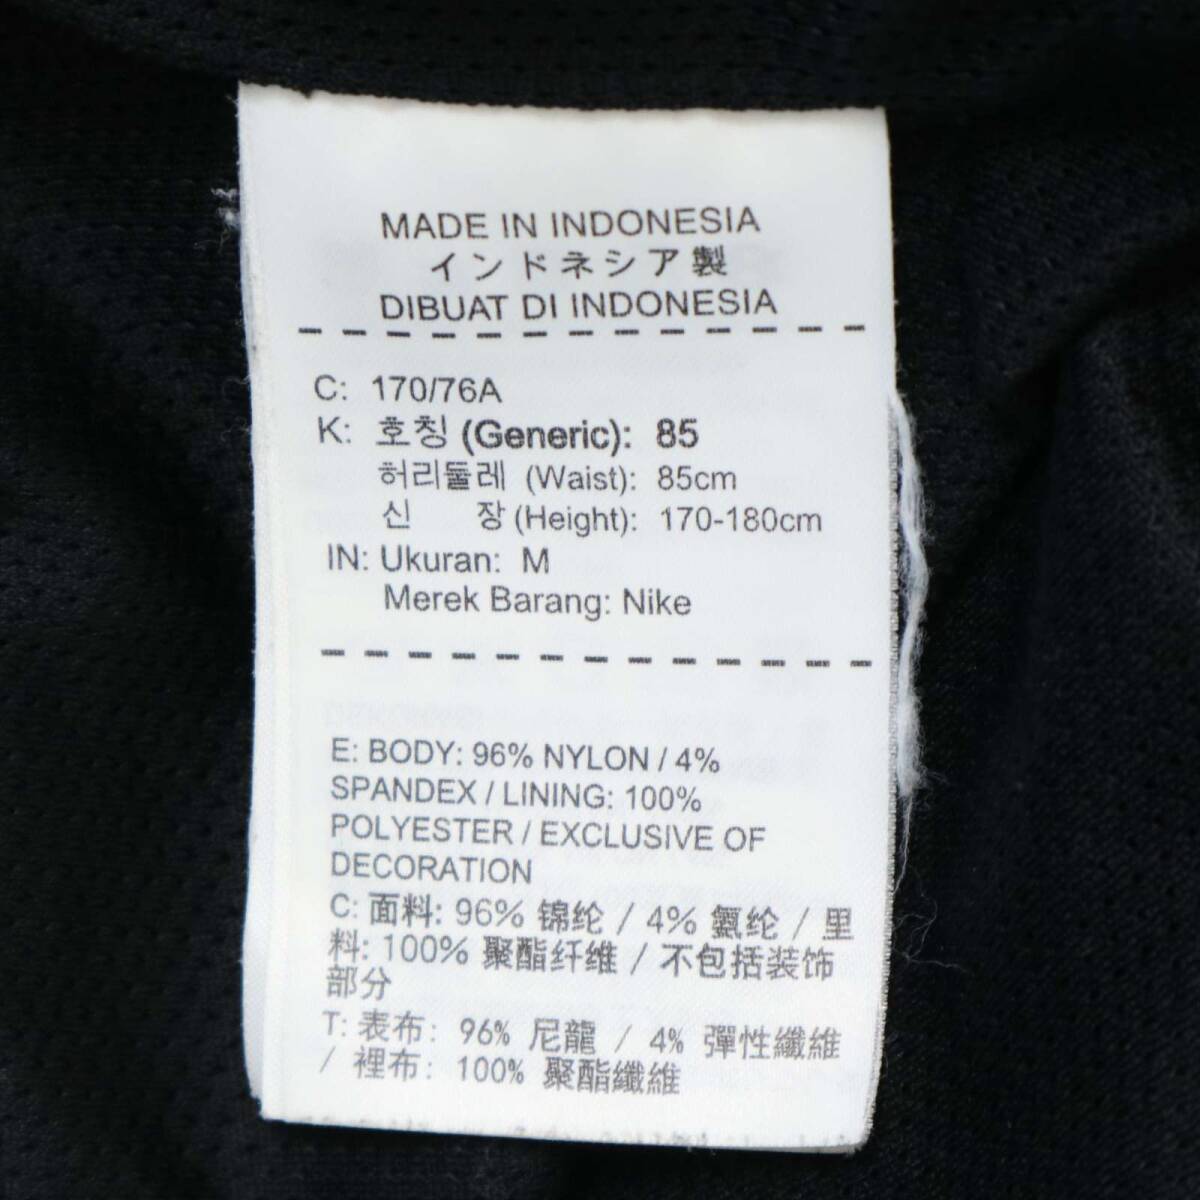 MADE IN INDONESIA
インドネシア製
DIBUAT DI INDONESIA
C: 170/76A
K: 호칭 (Generic): 85
허리둘레 (Waist): 85cm
신 장 (Height): 170-180cm
IN: Ukuran: M
Merek Barang: Nike
E: BODY: 96% NYLON / 4%
SPANDEX / LINING: 100%
POLYESTER / EXCLUSIVE OF
DECORATION
C: 面料: 96% 锦纶 / 4% 氨纶 / 里
料: 100% 聚酯纤维 / 不包括装饰
部分
T: 表布: 96% 尼龍 / 4% 彈性纖維
/ 裡布: 100% 聚酯纖維